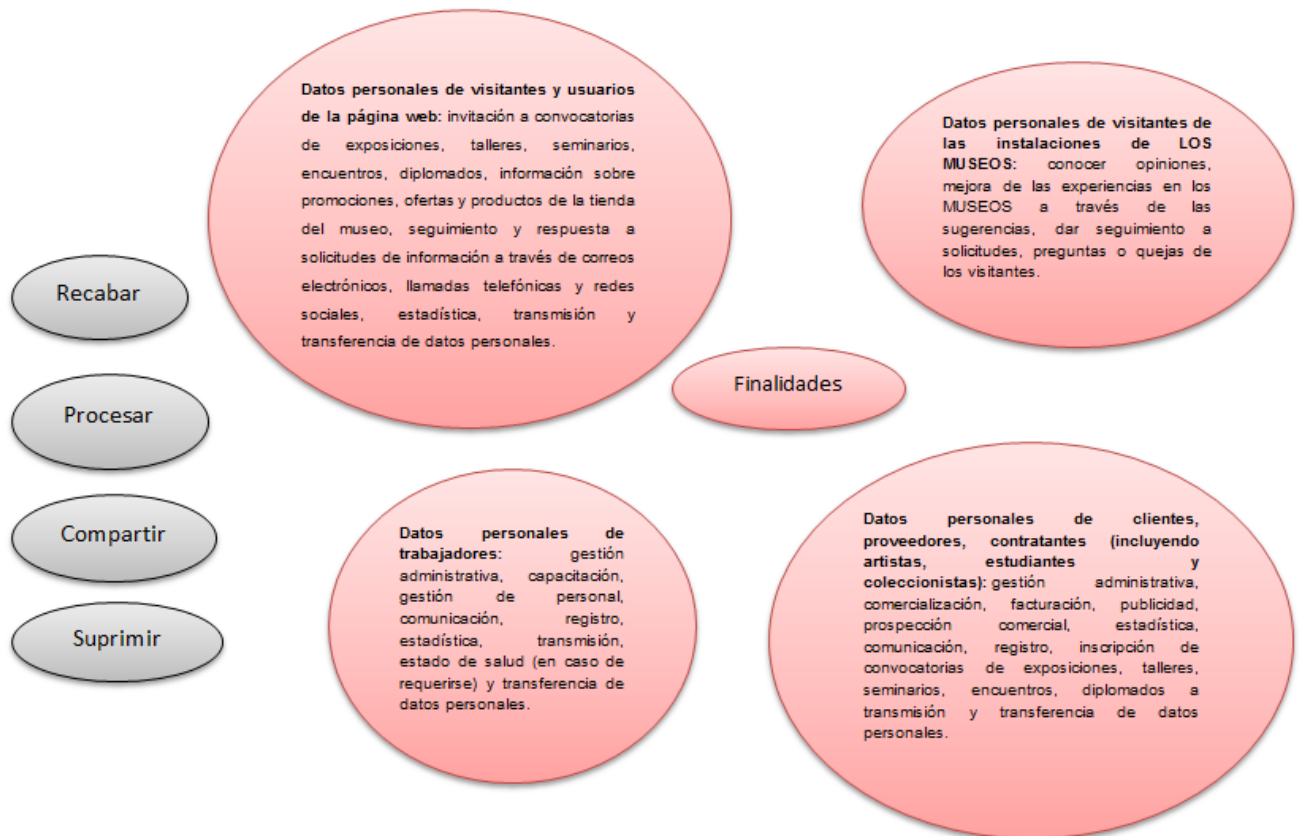 Datos personales de visitantes y usuarios
de la página web: invitación a convocatorias
de exposiciones, talleres, seminarios,
encuentros, diplomados, información sobre
promociones, ofertas y productos de la tienda
del museo, seguimiento y respuesta a
solicitudes de información a través de correos
electrónicos, llamadas telefónicas y redes
sociales, estadística, transmisión y
transferencia de datos personales.
Datos personales de visitantes de
las instalaciones de LOS
MUSEOS: conocer opiniones,
mejora de las experiencias en los
MUSEOS a través de las
sugerencias, dar seguimiento a
solicitudes, preguntas o quejas de
los visitantes.
Recabar
Procesar
Compartir
Suprimir
Finalidades
Datos personales de
trabajadores: gestión
administrativa, capacitación,
gestión de personal,
comunicación, registro,
estadística, transmisión,
estado de salud (en caso de
requerirse) y transferencia de
datos personales.
Datos personales de clientes,
proveedores, contratantes (incluyendo
artistas, estudiantes y
coleccionistas): gestión administrativa,
comercialización, facturación, publicidad,
prospección comercial, estadística,
comunicación, registro, inscripción de
convocatorias de exposiciones, talleres,
seminarios, encuentros, diplomados a
transmisión y transferencia de datos
personales.